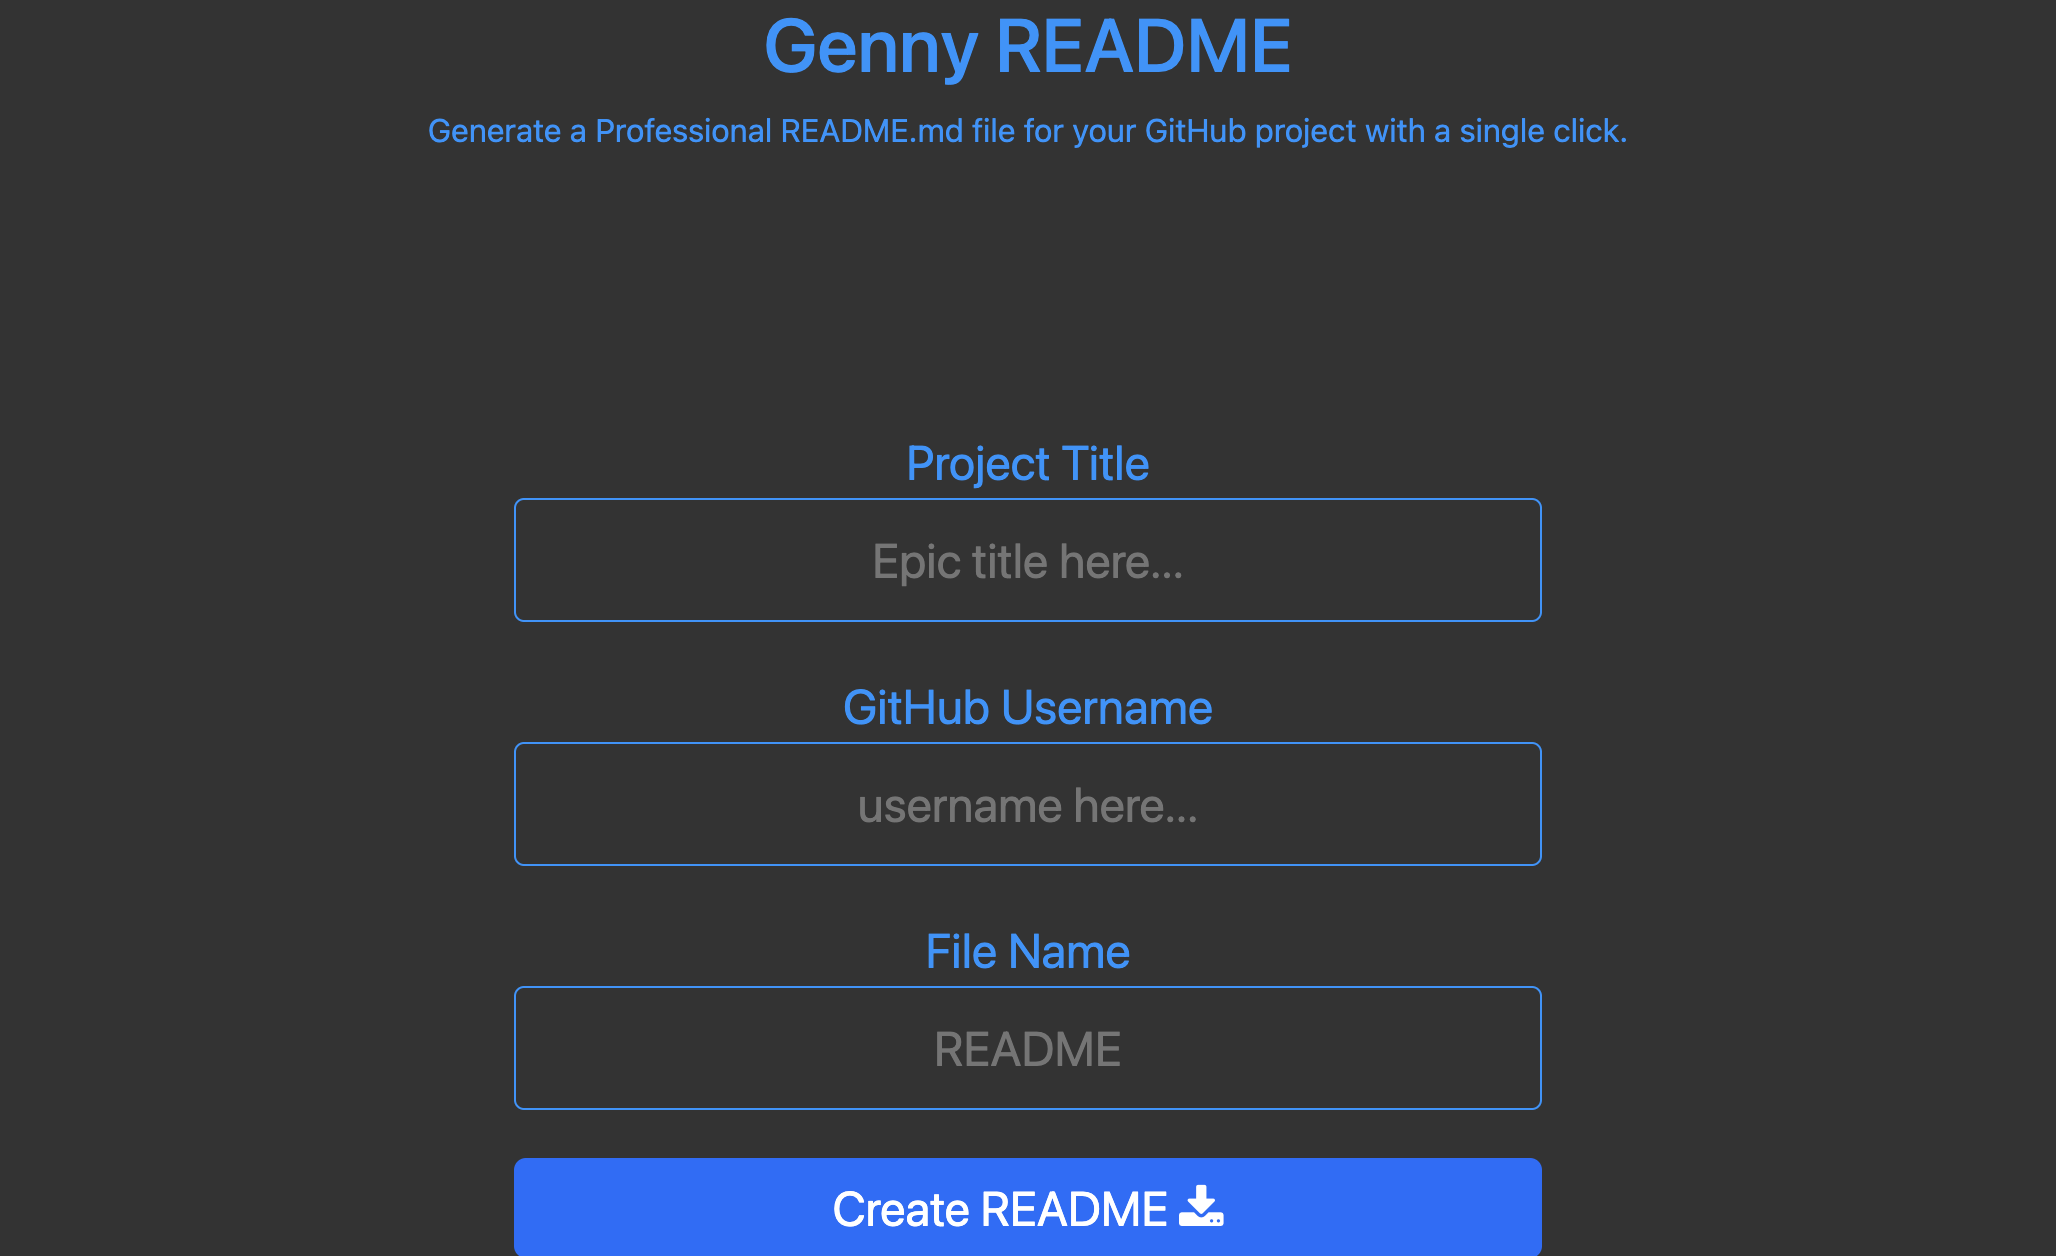 Genny README
Generate a Professional README.md file for your GitHub project with a single click.
Project Title
Epic title here...
GitHub Username
username here...
File Name
README
Create README